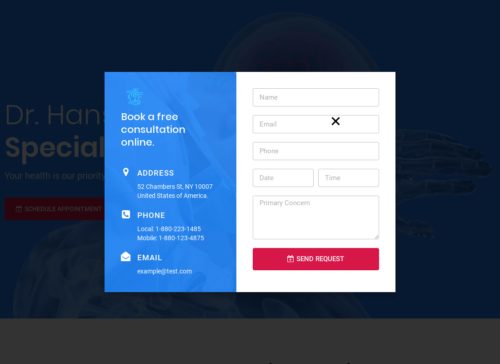 Dr. Hans
Special
Your health is our priority
SCHEDULE APPOINTMENT
Book a free
consultation
online.
ADDRESS
52 Chambers St, NY 10007
United States of America
PHONE
Local: 1-880-223-1485
Mobile: 1-880-123-4875
EMAIL
example@test.com
Name
Email
Phone
Date
Time
Primary Concern
SEND REQUEST